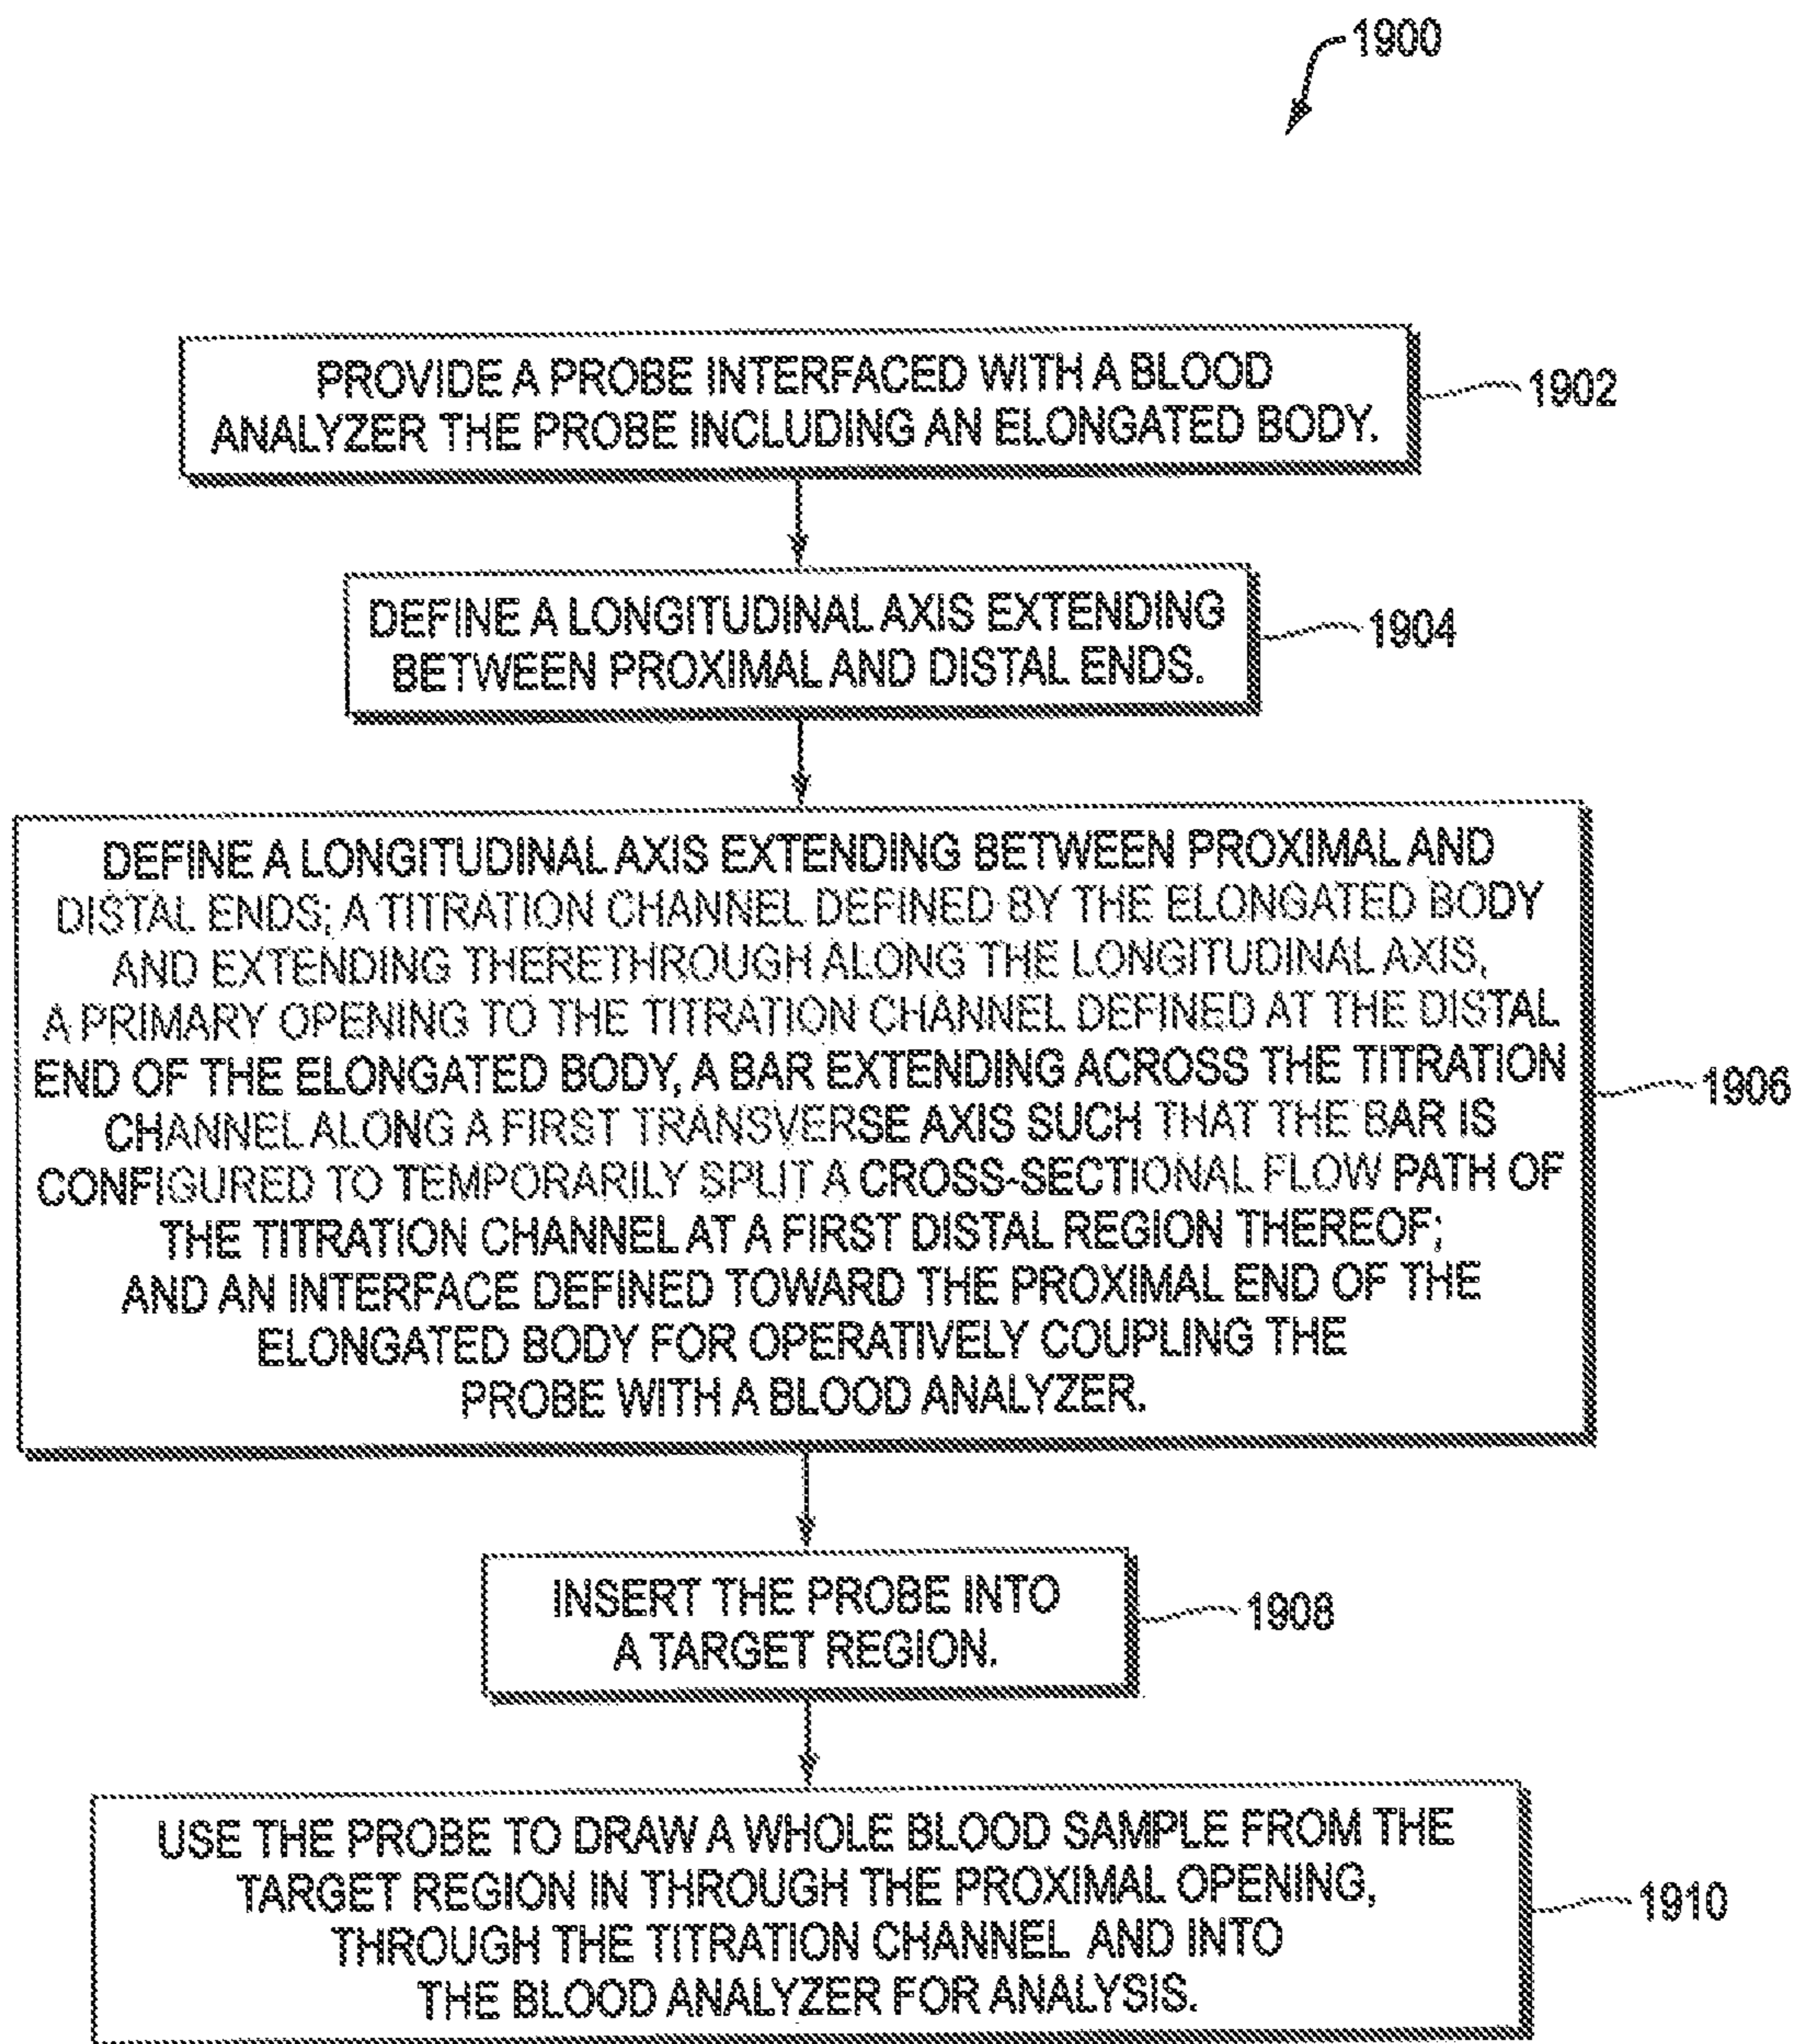 1900
PROVIDE A PROBE INTERFACED WITH A BLOOD
ANALYZER THE PROBE INCLUDING AN ELONGATED BODY.
1902
DEFINE A LONGITUDINAL AXIS EXTENDING
BETWEEN PROXIMAL AND DISTAL ENDS.
1904
DEFINE A LONGITUDINAL AXIS EXTENDING BETWEEN PROXIMAL AND
DISTAL ENDS; A TITRATION CHANNEL DEFINED BY THE ELONGATED BODY
AND EXTENDING THERETHROUGH ALONG THE LONGITUDINAL AXIS,
A PRIMARY OPENING TO THE TITRATION CHANNEL DEFINED AT THE DISTAL
END OF THE ELONGATED BODY, A BAR EXTENDING ACROSS THE TITRATION
CHANNEL ALONG A FIRST TRANSVERSE AXIS SUCH THAT THE BAR IS
CONFIGURED TO TEMPORARILY SPLIT A CROSS-SECTIONAL FLOW PATH OF
THE TITRATION CHANNEL AT A FIRST DISTAL REGION THEREOF;
AND AN INTERFACE DEFINED TOWARD THE PROXIMAL END OF THE
ELONGATED BODY FOR OPERATIVELY COUPLING THE
PROBE WITH A BLOOD ANALYZER.
1906
INSERT THE PROBE INTO
A TARGET REGION.
1908
USE THE PROBE TO DRAW A WHOLE BLOOD SAMPLE FROM THE
TARGET REGION IN THROUGH THE PROXIMAL OPENING,
THROUGH THE TITRATION CHANNEL AND INTO
THE BLOOD ANALYZER FOR ANALYSIS.
1910